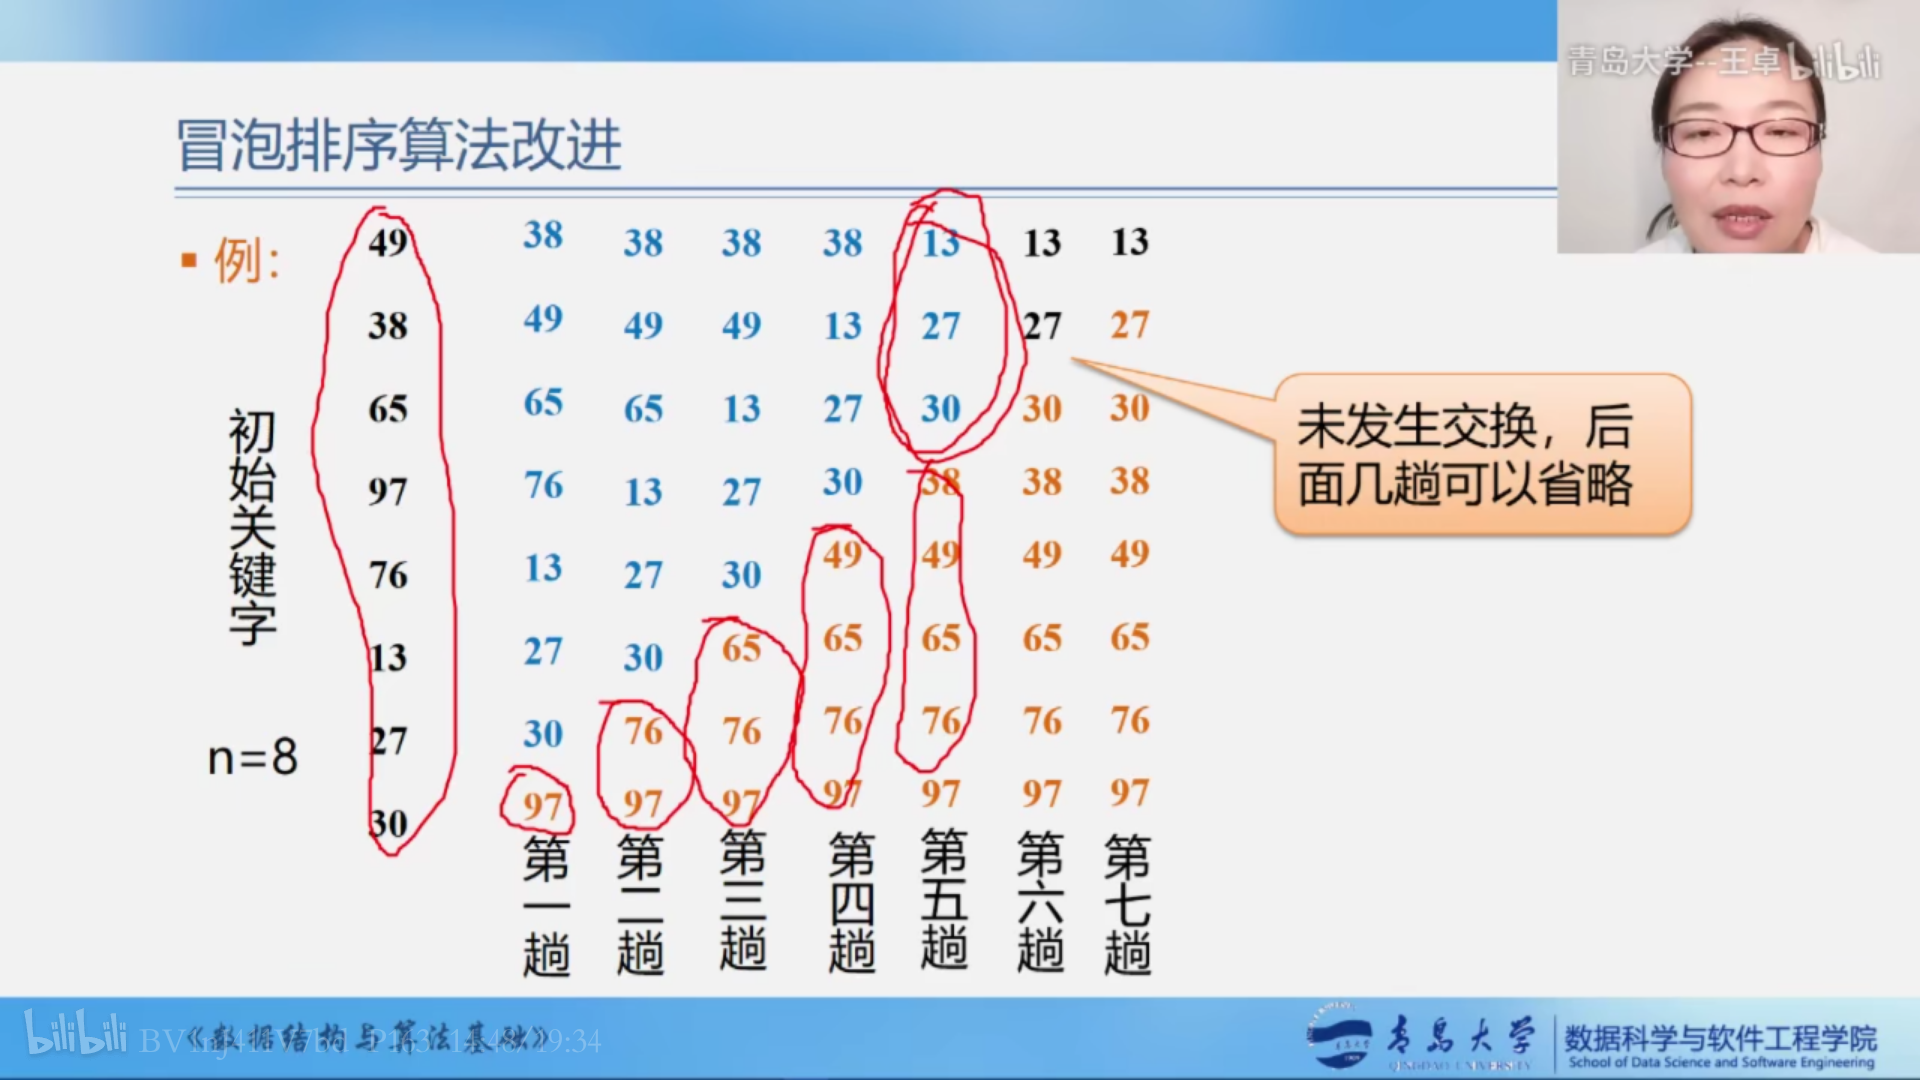 青岛大学--王卓 bilibili
冒泡排序算法改进
▪ 例：
初始关键字
n=8
49 38 38 38 38 13 13 13
38 49 49 49 13 27 27 27
65 65 65 13 27 30 30 30
97 76 13 27 30 38 38 38
76 13 27 30 49 49 49 49
13 27 30 65 65 65 65 65
27 30 76 76 76 76 76 76
30 97 97 97 97 97 97 97
第一趟 第二趟 第三趟 第四趟 第五趟 第六趟 第七趟
未发生交换，后
面几趟可以省略
bilibili
《数据结构与算法基础》
19:34
青岛大学
QINGDAO UNIVERSITY
数据科学与软件工程学院
School of Data Science and Software Engineering